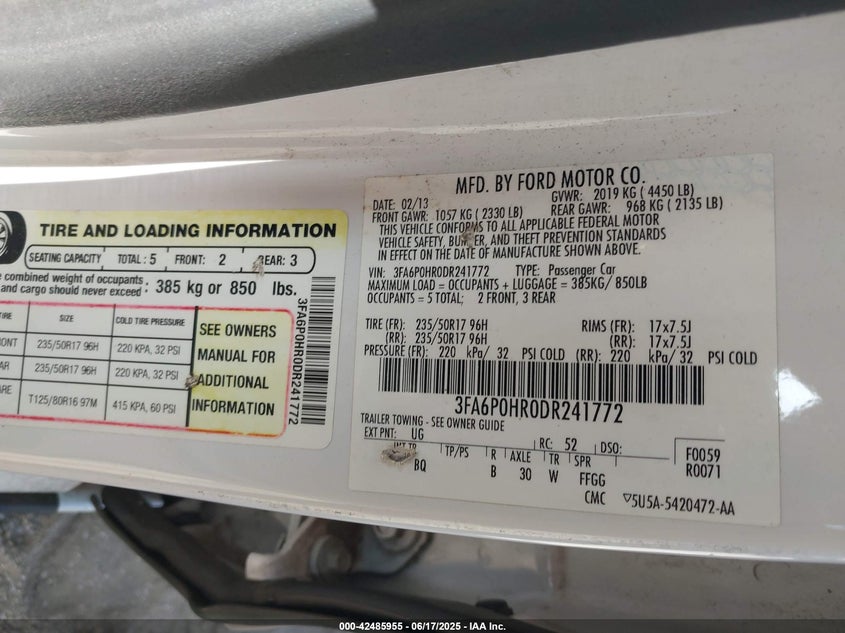 TIRE AND LOADING INFORMATION
SEATING CAPACITY TOTAL: 5 FRONT: 2 REAR: 3
e combined weight of occupants
and cargo should never exceed : 385 kg or 850 lbs.
SIZE COLD TIRE PRESSURE
235/50R17 96H 220 KPA, 32 PSI
235/50R17 96H 220 KPA, 32 PSI
T125/80R16 97M 415 KPA, 60 PSI
SEE OWNERS
MANUAL FOR
ADDITIONAL
INFORMATION
3FA6P0HR0DR241772
MFD. BY FORD MOTOR CO.
DATE: 02/13 GVWR: 2019 KG ( 4450 LB)
FRONT GAWR: 1057 KG ( 2330 LB) REAR GAWR: 968 KG ( 2135 LB)
THIS VEHICLE CONFORMS TO ALL APPLICABLE FEDERAL MOTOR
VEHICLE SAFETY, BUMPER, AND THEFT PREVENTION STANDARDS
IN EFFECT ON THE DATE OF MANUFACTURE SHOWN ABOVE.
VIN: 3FA6P0HR0DR241772 TYPE: Passenger Car
MAXIMUM LOAD = OCCUPANTS + LUGGAGE = 385KG/ 850LB
OCCUPANTS = 5 TOTAL; 2 FRONT, 3 REAR
TIRE (FR): 235/50R17 96H RIMS (FR): 17x7.5J
(RR): 235/50R17 96H (RR): 17x7.5J
PRESSURE (FR): 220 kPa/ 32 PSI COLD (RR): 220 kPa/ 32 PSI COLD
3FA6P0HR0DR241772
TRAILER TOWING - SEE OWNER GUIDE
EXT PNT: UG RC: 52 DSO: F0059
R0071
INT TR TP/PS R AXLE TR SPR
BQ B 30 W FFGG
CMC ▽5U5A-5420472-AA
000-42485955 / 06/17/2025 - IAA Inc.